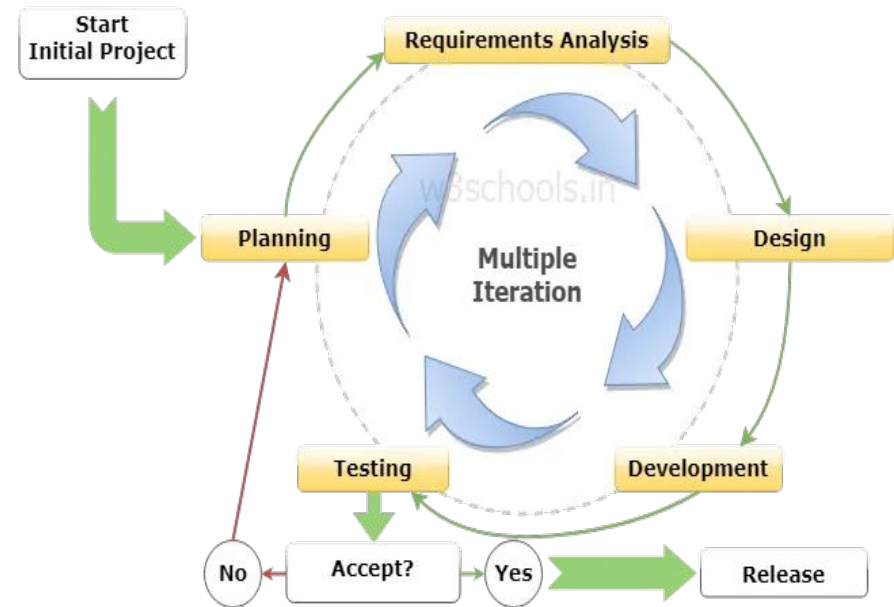 Start
Initial Project
Requirements Analysis
w3schools.in
Planning
Design
Multiple
Iteration
Testing
Development
No
Accept?
Yes
Release